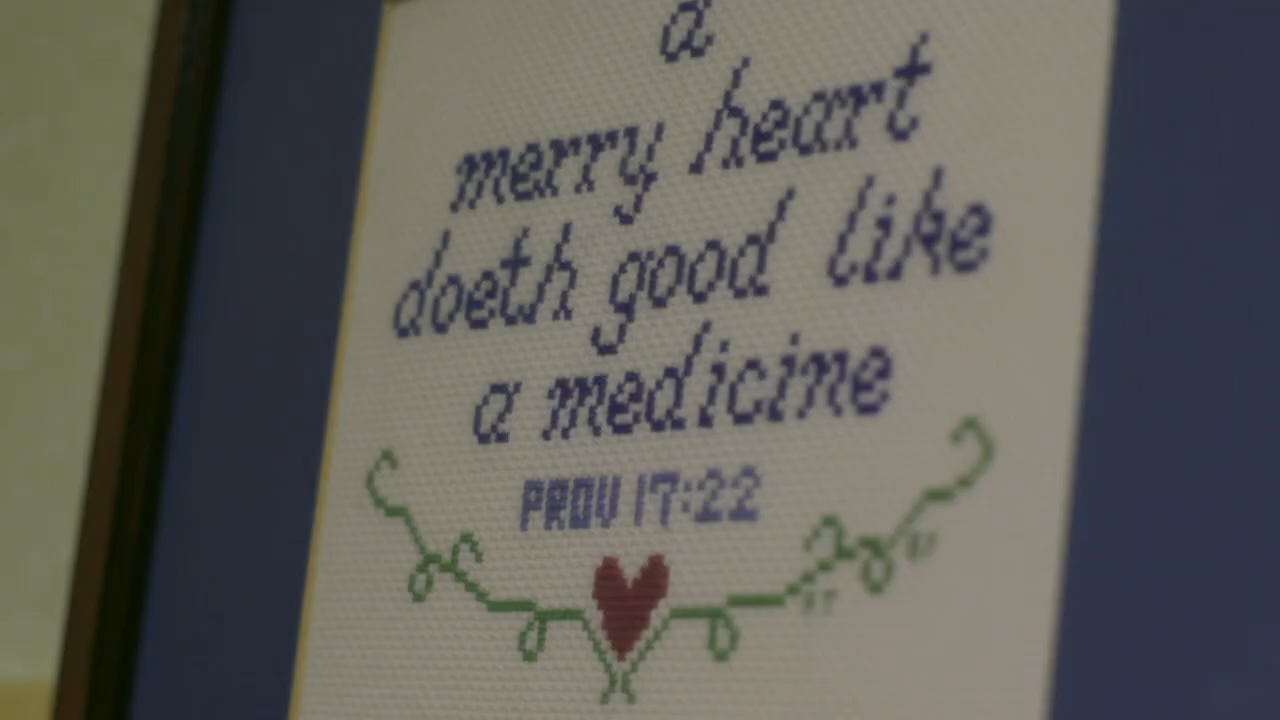 a
merry heart
doeth good like
a medicine
PROV 17:22